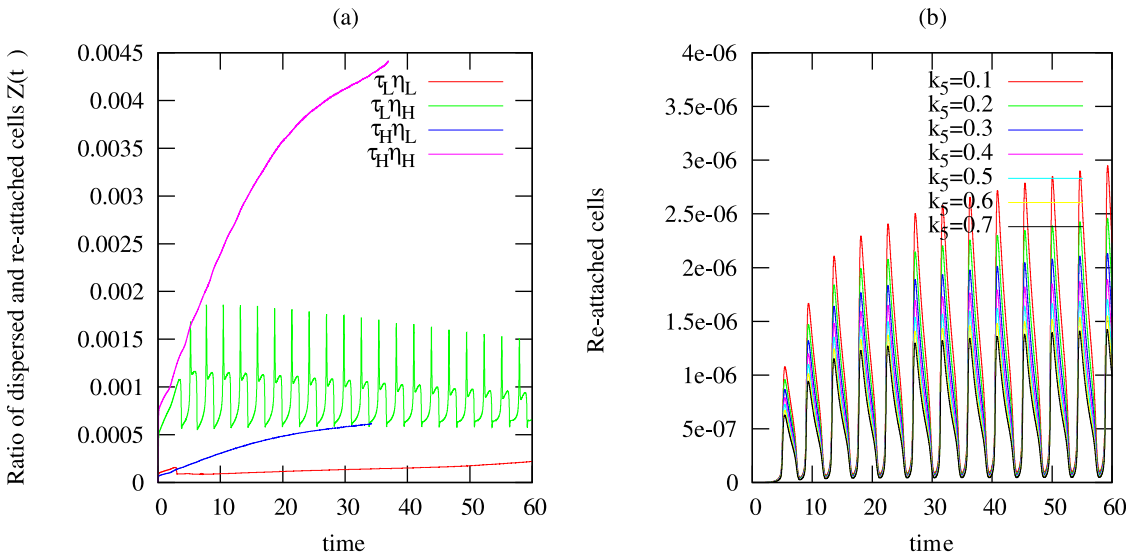 (a)
Ratio of dispersed and re-attached cells Z(t )
0.0045
0.004
0.0035
0.003
0.0025
0.002
0.0015
0.001
0.0005
0
τLηL
τLηH
τHηL
τHηH
0 10 20 30 40 50 60
time
(b)
Re-attached cells
4e-06
3.5e-06
3e-06
2.5e-06
2e-06
1.5e-06
1e-06
5e-07
0
k5=0.1
k5=0.2
k5=0.3
k5=0.4
k5=0.5
k5=0.6
k5=0.7
0 10 20 30 40 50 60
time